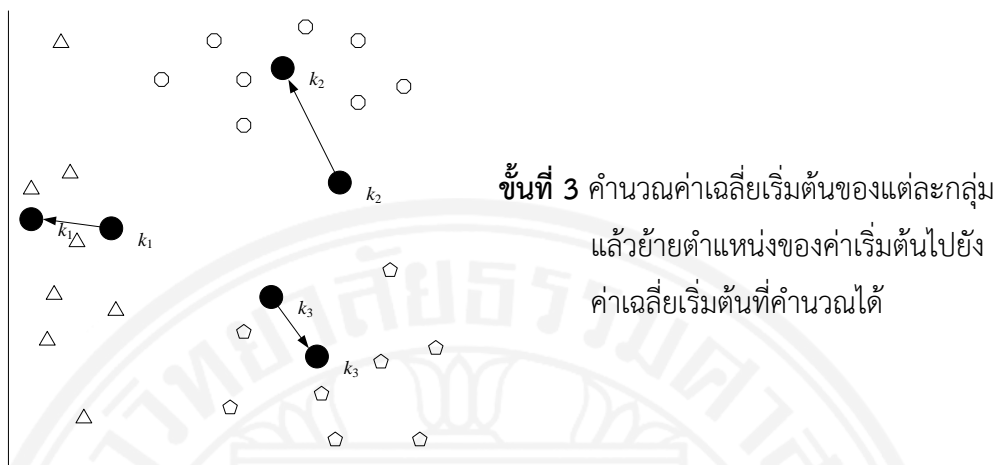 k2
k2
ขั้นที่ 3 คำนวณค่าเฉลี่ยเริ่มต้นของแต่ละกลุ่ม
แล้วย้ายตำแหน่งของค่าเริ่มต้นไปยัง
ค่าเฉลี่ยเริ่มต้นที่คำนวณได้
k1
k1
k3
k3